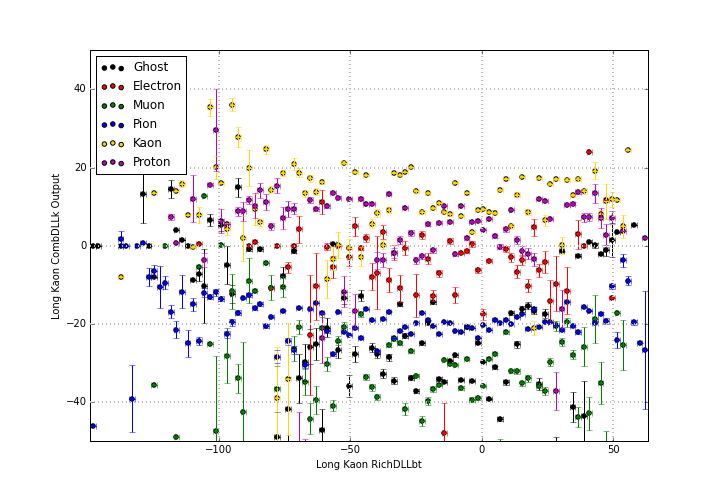 Ghost
Electron
Muon
Pion
Kaon
Proton
40
20
0
−20
−40
Long Kaon CombDLLk Output
−100
−50
0
50
Long Kaon RichDLLbt